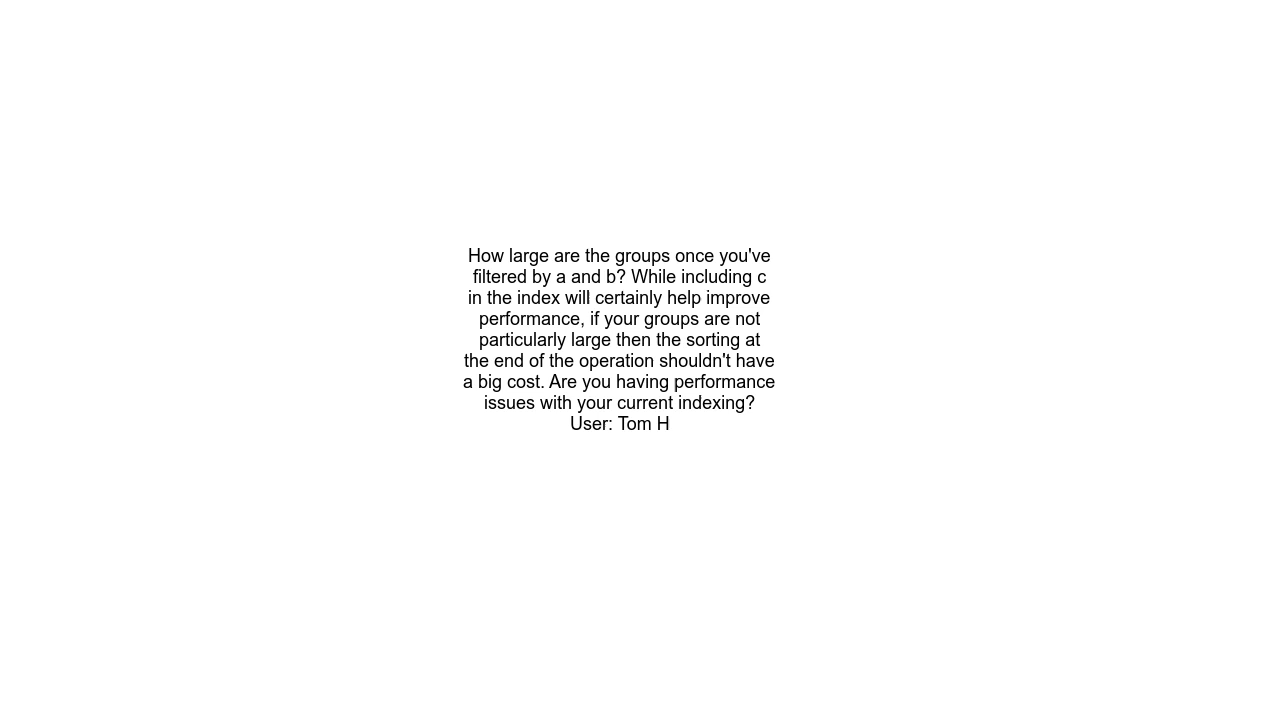 How large are the groups once you've
filtered by a and b? While including c
in the index will certainly help improve
performance, if your groups are not
particularly large then the sorting at
the end of the operation shouldn't have
a big cost. Are you having performance
issues with your current indexing?
User: Tom H